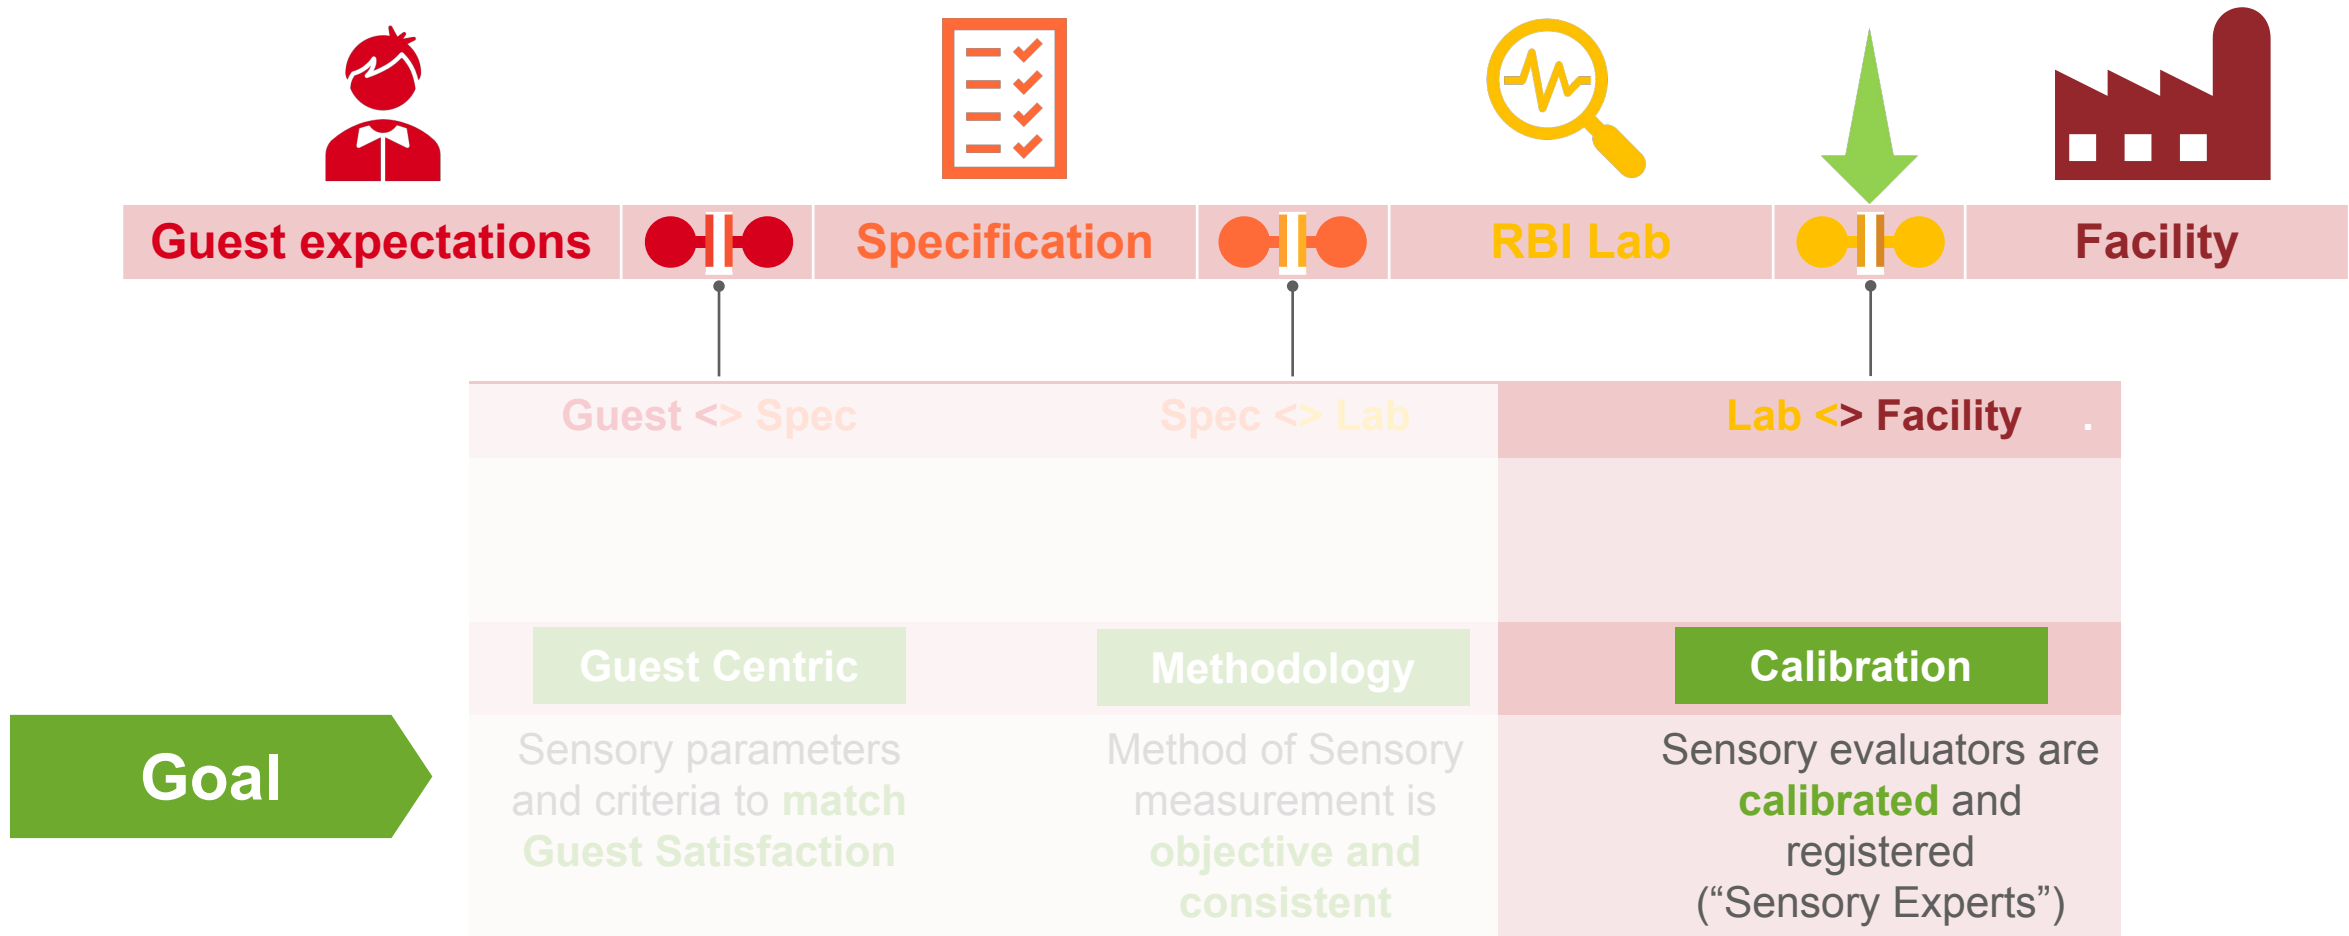 Guest expectations
Specification
RBI Lab
Facility
Guest <> Spec
Spec <> Lab
Lab <> Facility .
Guest Centric
Methodology
Calibration
Goal
Sensory parameters
and criteria to match
Guest Satisfaction
Method of Sensory
measurement is
objective and
consistent
Sensory evaluators are
calibrated and
registered
(“Sensory Experts”)